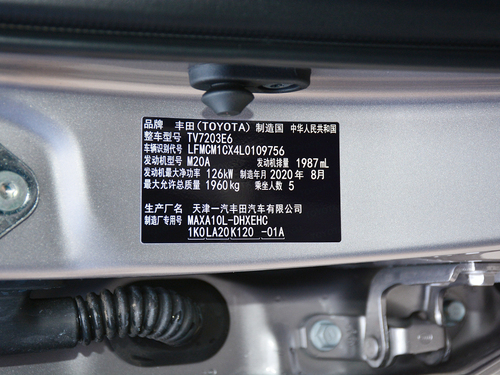 品牌 丰田(TOYOTA) 制造国 中华人民共和国
整车型号 TV7203E6
车辆识别代号 LFMCM1CX4L0109756
发动机型号 M20A 发动机排量 1987 mL
发动机最大净功率 126kW 制造年月 2020年 8月
最大允许总质量 1960kg 乘坐人数 5
生产厂名 天津一汽丰田汽车有限公司
制造厂专用号 MAXA10L-DHXEHC
1K0 LA20 K120 -01A